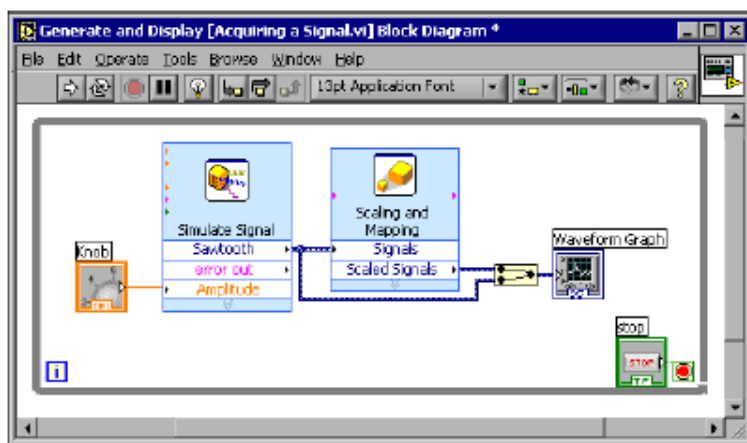 Generate and Display [Acquiring a Signal.vi] Block Diagram *
File Edit Operate Tools Browse Window Help
13pt Application Font
Simulate Signal
Sawtooth
error out
Amplitude
Scaling and
Mapping
Signals
Scaled Signals
Knob
Waveform Graph
stop
STOP
TF
i